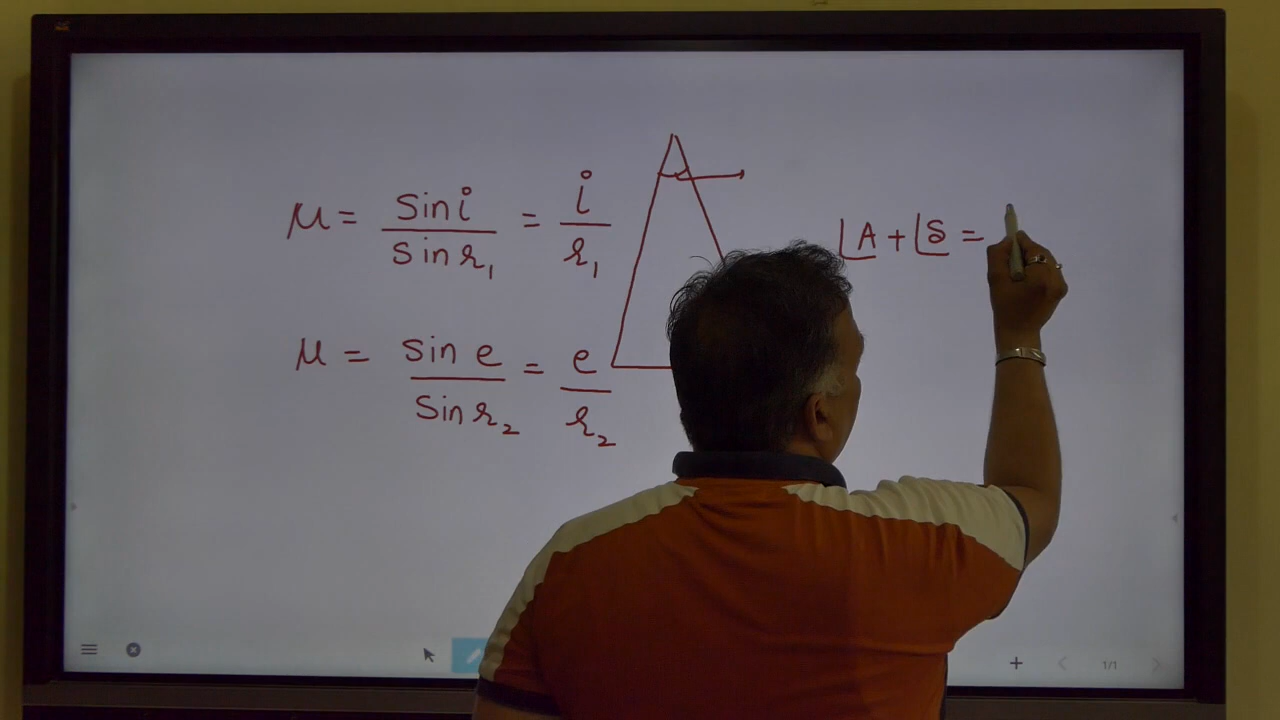 μ = sin i / sin r₁ = i / r₁
∠A + ∠δ =
μ = sin e / sin r₂ = e / r₂
1/1